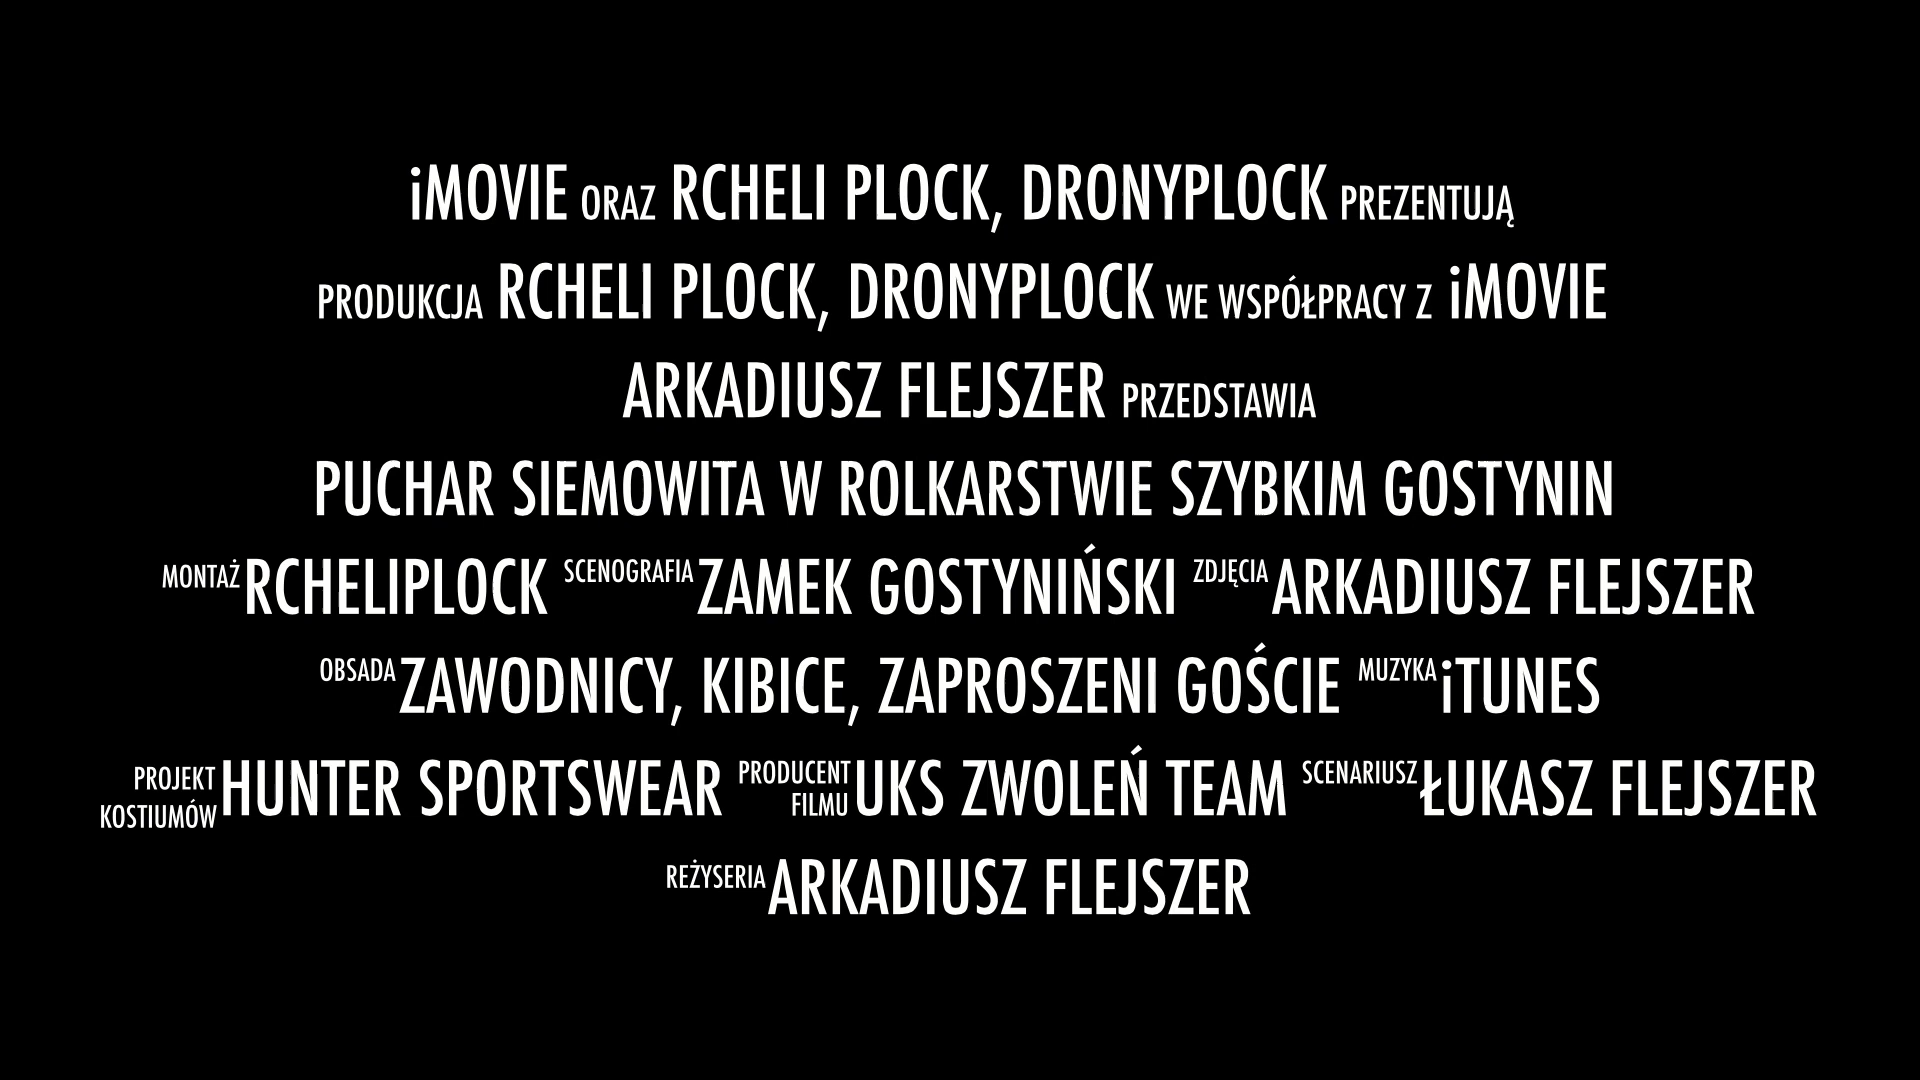 iMOVIE ORAZ RCHELI PLOCK, DRONYPLOCK PREZENTUJĄ
PRODUKCJA RCHELI PLOCK, DRONYPLOCK WE WSPÓłPRACY Z iMOVIE
ARKADIUSZ FLEJSZER PRZEDSTAWIA
PUCHAR SIEMOWITA W ROLKARSTWIE SZYBKIM GOSTYNIN
MONTAŻ RCHELIPLOCK SCENOGRAFIA ZAMEK GOSTYNIŃSKI ZDJĘCIA ARKADIUSZ FLEJSZER
OBSADA ZAWODNICY, KIBICE, ZAPROSZENI GOŚCIE MUZYKA iTUNES
PROJEKT KOSTIUMÓW HUNTER SPORTSWEAR PRODUCENT FILMU UKS ZWOLEŃ TEAM SCENARIUSZ ŁUKASZ FLEJSZER
REŻYSERIA ARKADIUSZ FLEJSZER